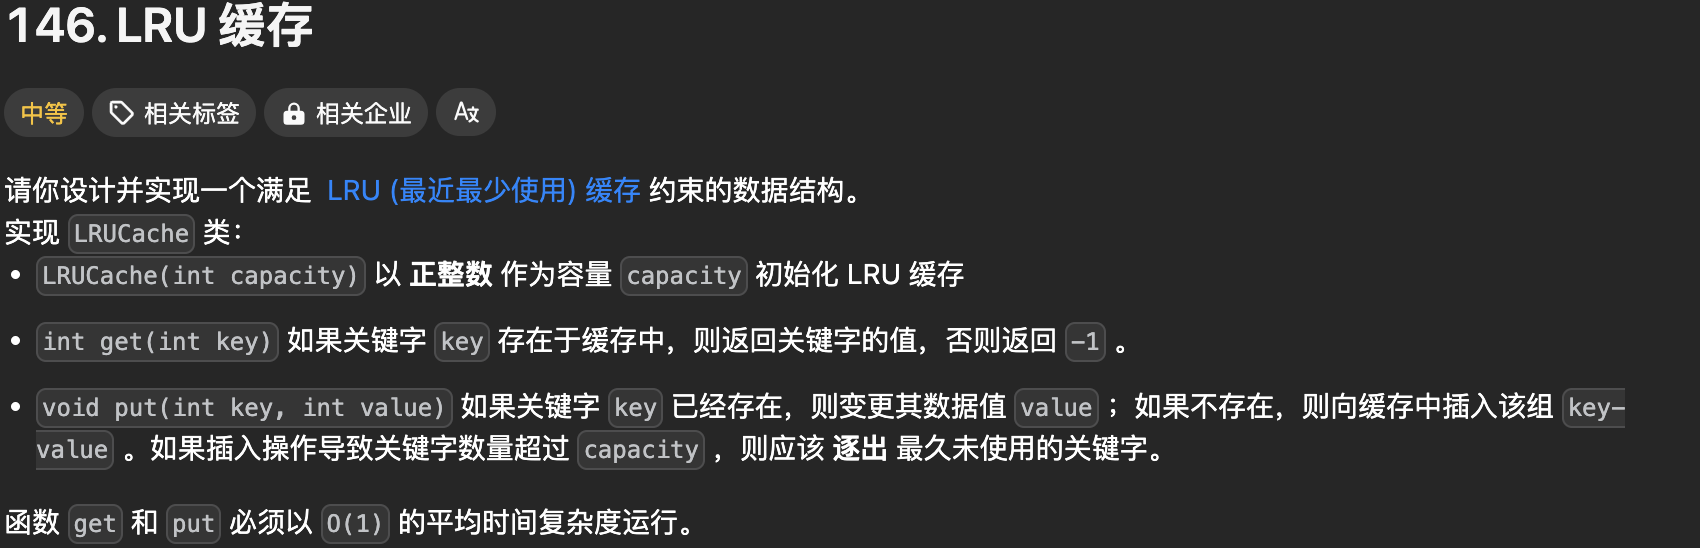 146. LRU 缓存
中等 相关标签 相关企业
请你设计并实现一个满足 LRU (最近最少使用) 缓存 约束的数据结构。
实现 LRUCache 类：
• LRUCache(int capacity) 以 正整数 作为容量 capacity 初始化 LRU 缓存
• int get(int key) 如果关键字 key 存在于缓存中，则返回关键字的值，否则返回 -1 。
• void put(int key, int value) 如果关键字 key 已经存在，则变更其数据值 value ；如果不存在，则向缓存中插入该组 key-
value 。如果插入操作导致关键字数量超过 capacity ，则应该 逐出 最久未使用的关键字。
函数 get 和 put 必须以 O(1) 的平均时间复杂度运行。